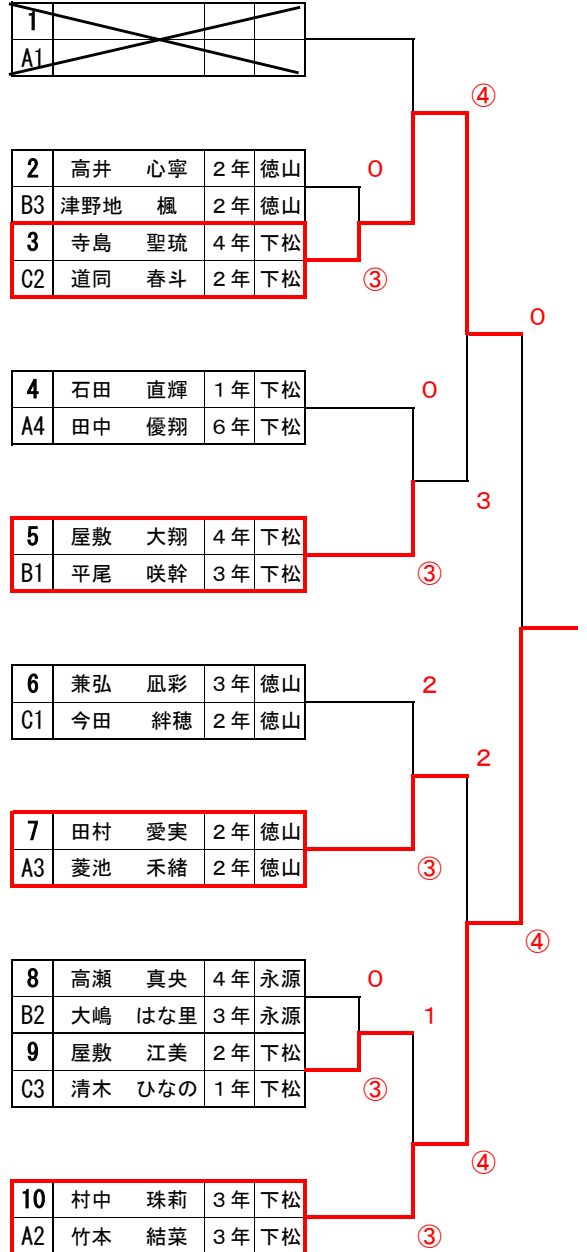 1
A1
④
2 高井 心寧 2年 徳山 0
B3 津野地 楓 2年 徳山
3 寺島 聖琉 4年 下松
C2 道同 春斗 2年 下松 ③
0
4 石田 直輝 1年 下松 0
A4 田中 優翔 6年 下松
3
5 屋敷 大翔 4年 下松
B1 平尾 咲幹 3年 下松 ③
6 兼弘 凪彩 3年 徳山 2
C1 今田 絆穂 2年 徳山
2
7 田村 愛実 2年 徳山
A3 菱池 禾緒 2年 徳山 ③
④
8 高瀬 真央 4年 永源 0
B2 大嶋 はな里 3年 永源 1
9 屋敷 江美 2年 下松
C3 清木 ひなの 1年 下松 ③
④
10 村中 珠莉 3年 下松
A2 竹本 結菜 3年 下松 ③